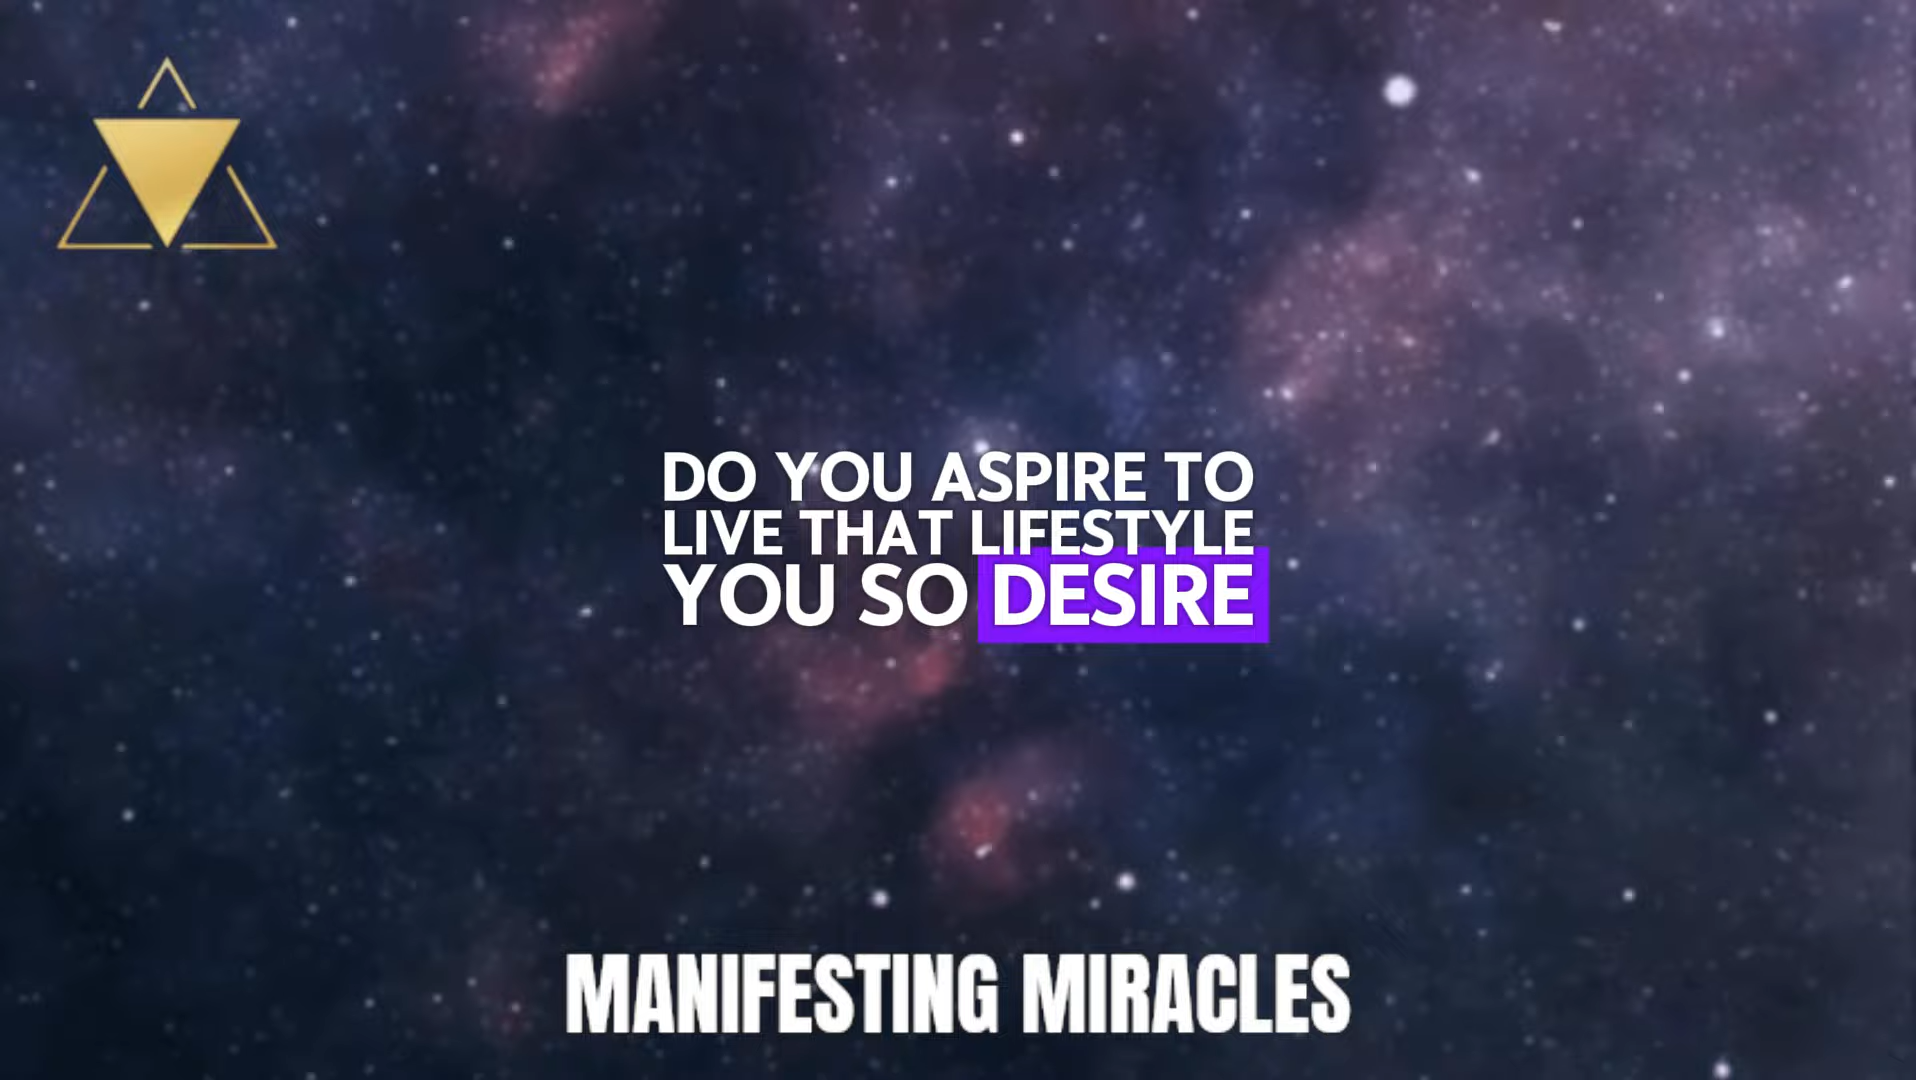 DO YOU ASPIRE TO
LIVE THAT LIFESTYLE
YOU SO DESIRE
MANIFESTING MIRACLES